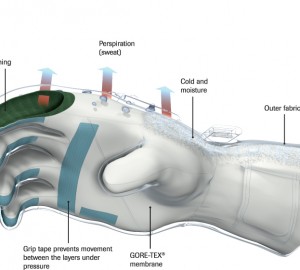 Perspiration
(sweat)
Cold and
moisture
Outer fabric
Grip tape prevents movement
between the layers under
pressure
GORE-TEX®
membrane